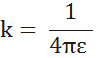 k = 1/4πε